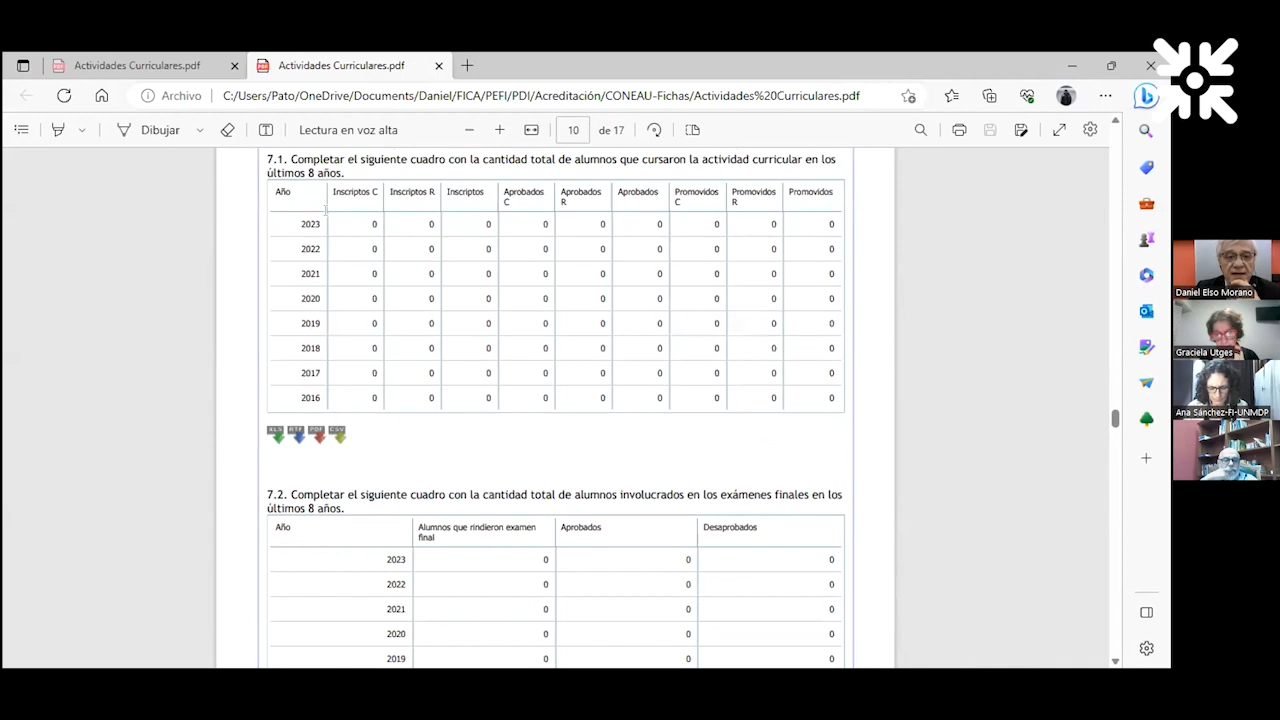 Actividades Curriculares.pdf
Actividades Curriculares.pdf
Archivo C:/Users/Pato/OneDrive/Documents/Daniel/FICA/PEFI/PDI/Acreditación/CONEAU-Fichas/Actividades%20Curriculares.pdf
Dibujar Lectura en voz alta 10 de 17
7.1. Completar el siguiente cuadro con la cantidad total de alumnos que cursaron la actividad curricular en los
últimos 8 años.
Año Inscriptos C Inscriptos R Inscriptos Aprobados C Aprobados R Aprobados Promovidos C Promovidos R Promovidos
2023 0 0 0 0 0 0 0 0 0
2022 0 0 0 0 0 0 0 0 0
2021 0 0 0 0 0 0 0 0 0
2020 0 0 0 0 0 0 0 0 0
2019 0 0 0 0 0 0 0 0 0
2018 0 0 0 0 0 0 0 0 0
2017 0 0 0 0 0 0 0 0 0
2016 0 0 0 0 0 0 0 0 0
XLS RTF PDF CSV
7.2. Completar el siguiente cuadro con la cantidad total de alumnos involucrados en los exámenes finales en los
últimos 8 años.
Año Alumnos que rindieron examen final Aprobados Desaprobados
2023 0 0 0
2022 0 0 0
2021 0 0 0
2020 0 0 0
2019 0 0 0
Daniel Elso Morano
Graciela Utges
Ana Sánchez-FI-UNMDP